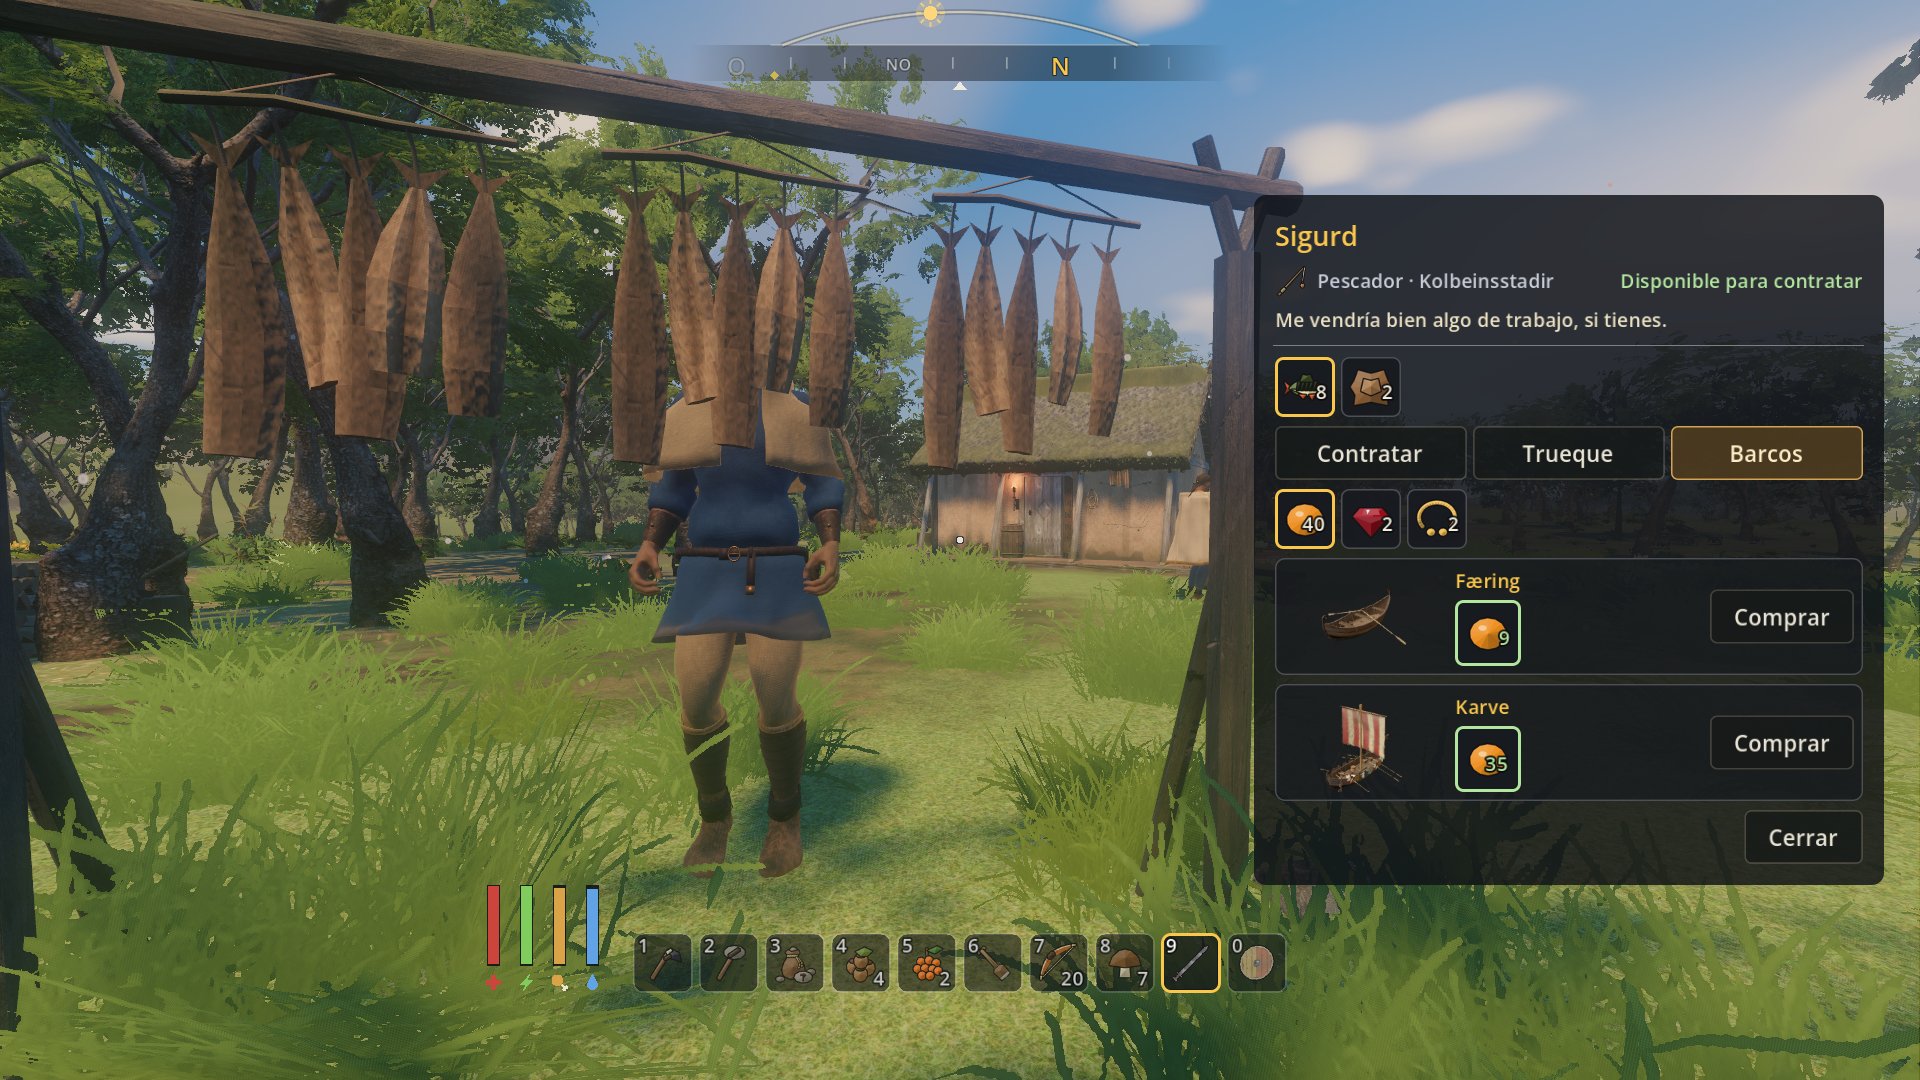 O NO N
Sigurd
Pescador · Kolbeinsstadir Disponible para contratar
Me vendría bien algo de trabajo, si tienes.
8 2
Contratar Trueque Barcos
40 2 2
Færing
9
Comprar
Karve
35
Comprar
Cerrar
1 2 3 4 5 6 7 8 9 0
4 2 20 7